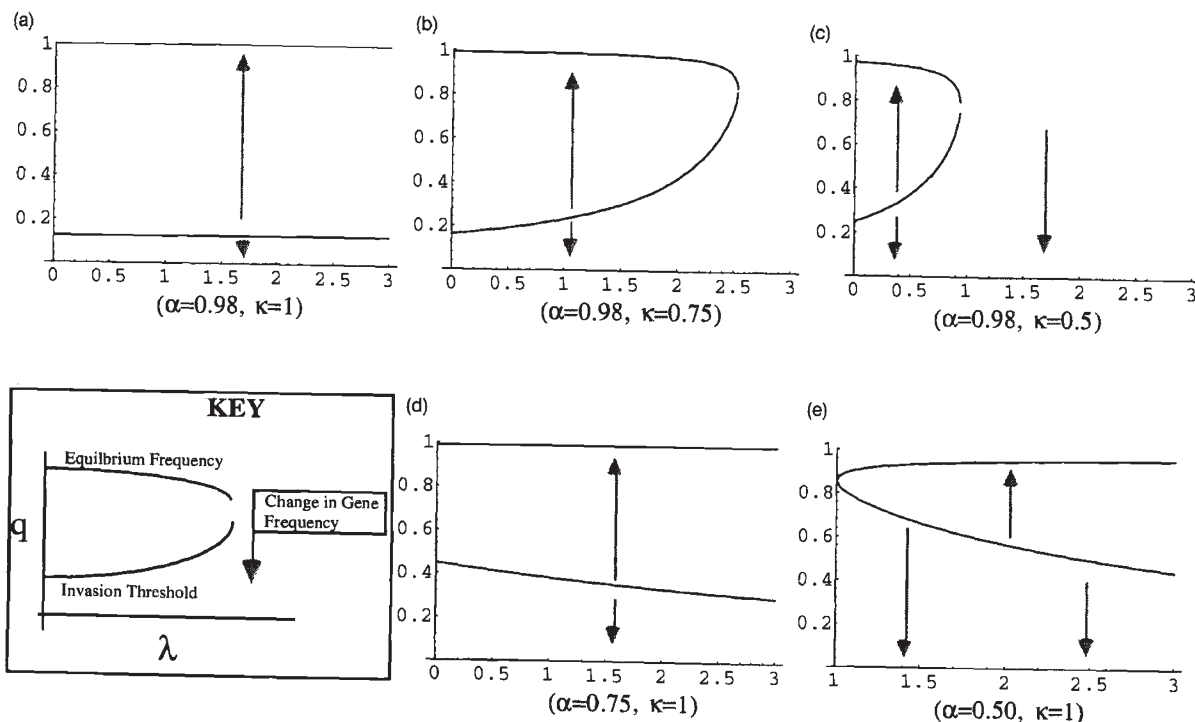 (a)
1
0.8
0.6
0.4
0.2
0 0.5 1 1.5 2 2.5 3
(α=0.98, κ=1)
(b)
1
0.8
0.6
0.4
0.2
0 0.5 1 1.5 2 2.5 3
(α=0.98, κ=0.75)
(c)
1
0.8
0.6
0.4
0.2
0 0.5 1 1.5 2 2.5 3
(α=0.98, κ=0.5)
KEY
Equilbrium Frequency
Change in Gene
Frequency
q
Invasion Threshold
λ
(d)
1
0.8
0.6
0.4
0.2
0 0.5 1 1.5 2 2.5 3
(α=0.75, κ=1)
(e)
1
0.8
0.6
0.4
0.2
1 1.5 2 2.5 3
(α=0.50, κ=1)